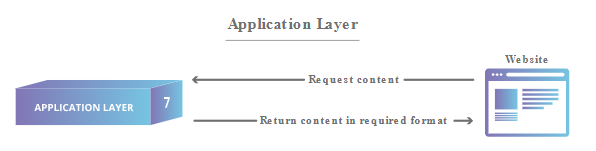 Application Layer
Website
Request content
APPLICATION LAYER 7
Return content in required format